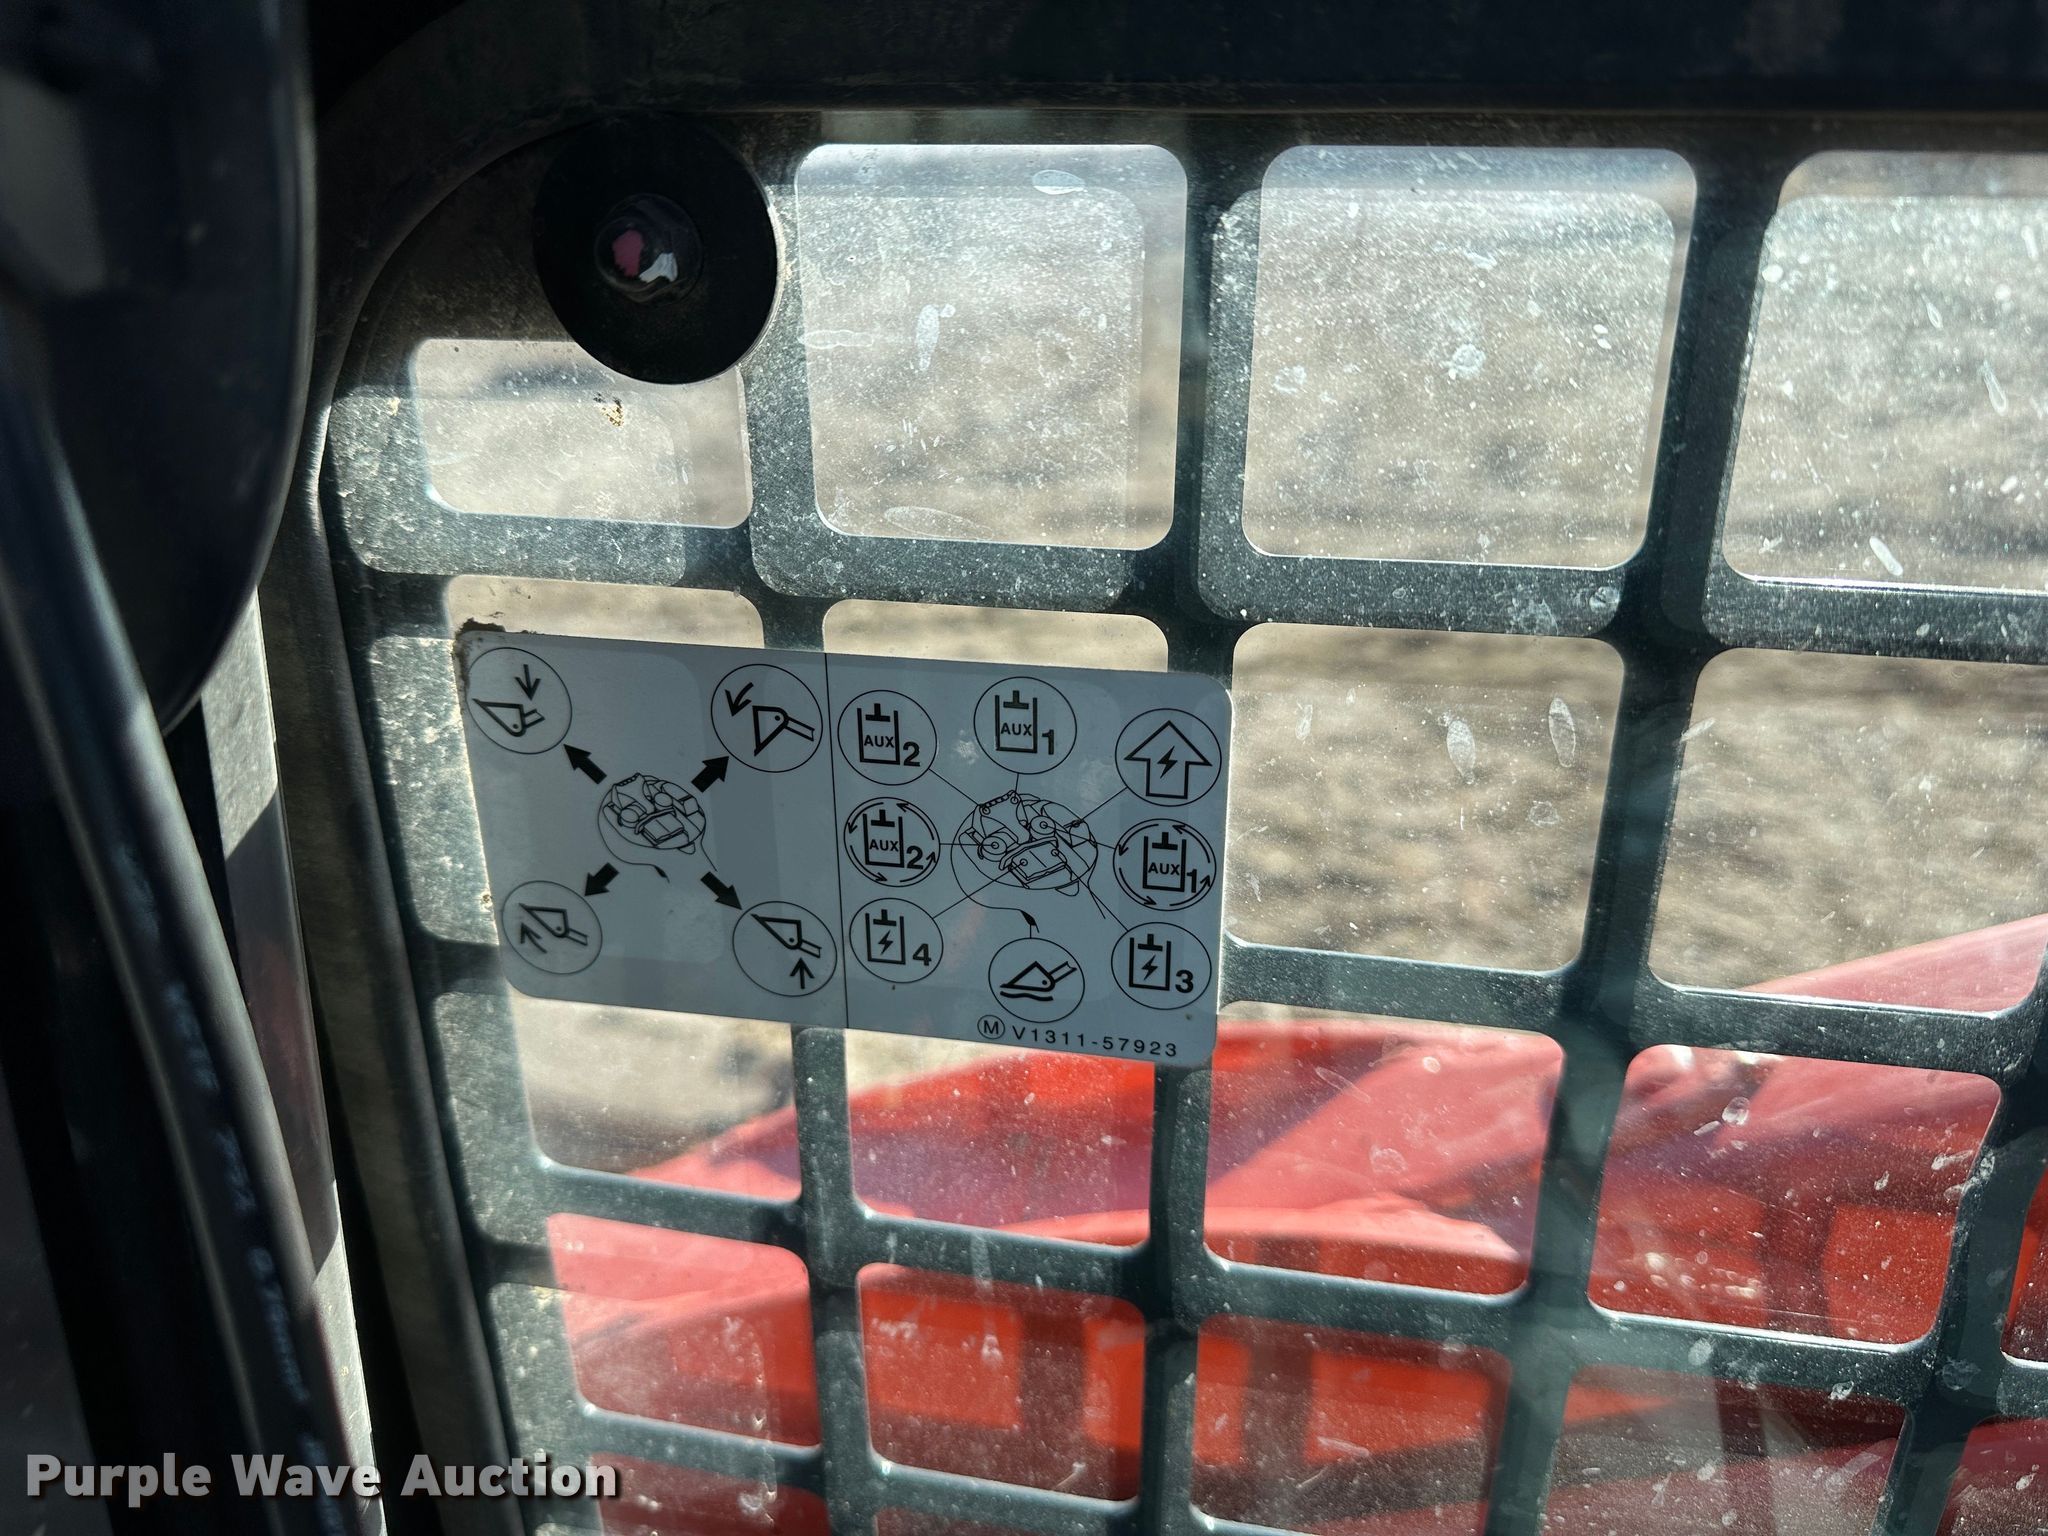 AUX 2
AUX 1
AUX 2
AUX 1
4
3
Ⓜ V1311-57923
Purple Wave Auction